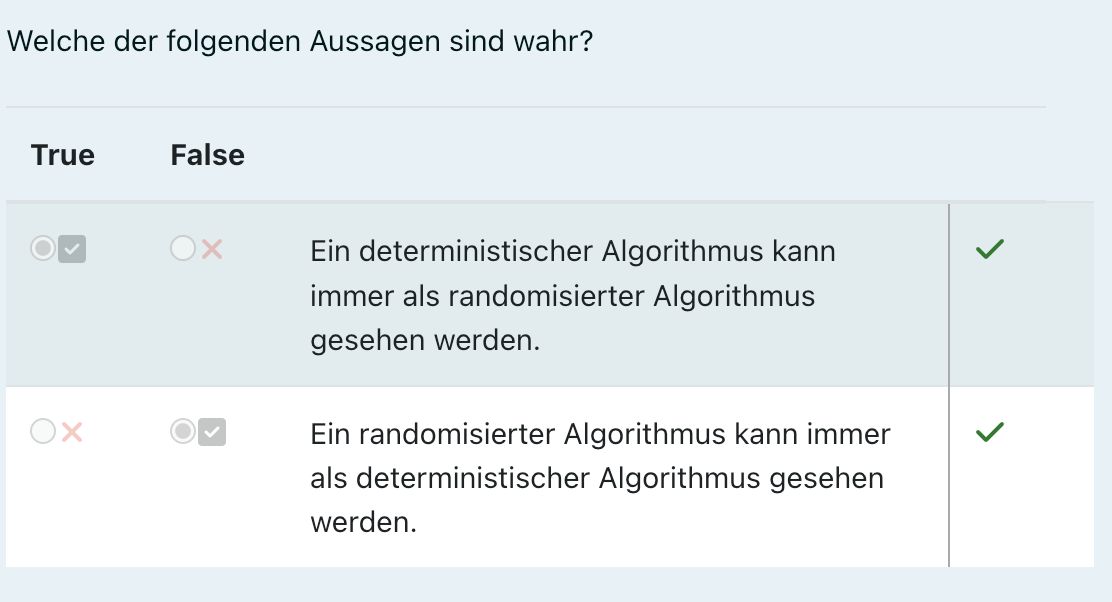 Welche der folgenden Aussagen sind wahr?
True False
Ein deterministischer Algorithmus kann
immer als randomisierter Algorithmus
gesehen werden.
Ein randomisierter Algorithmus kann immer
als deterministischer Algorithmus gesehen
werden.